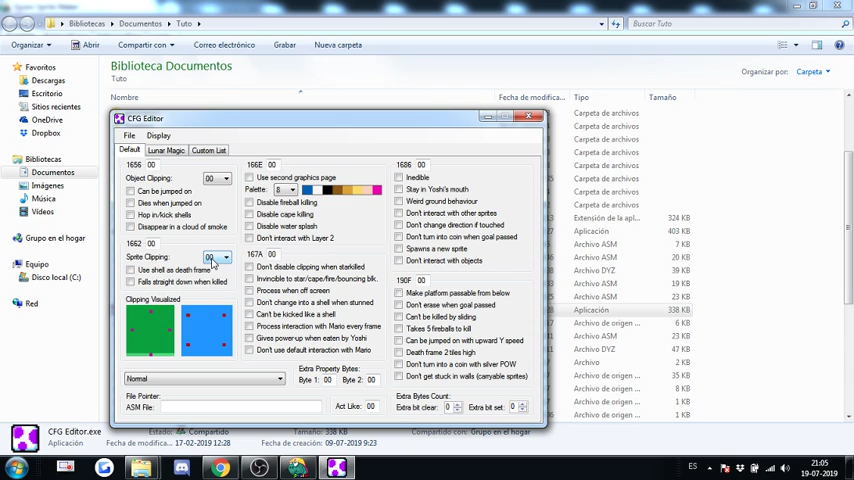 Bibliotecas ▸ Documentos ▸ Tuto
Buscar Tuto
Organizar Abrir Compartir con Correo electrónico Grabar Nueva carpeta
Favoritos
Descargas
Escritorio
Sitios recientes
OneDrive
Dropbox
Bibliotecas
Documentos
Imágenes
Música
Vídeos
Grupo en el hogar
Equipo
Disco local (C:)
Red
Biblioteca Documentos
Tuto
Organizar por: Carpeta
Nombre Fecha de modifica... Tipo Tamaño
Carpeta de archivos
Carpeta de archivos
Carpeta de archivos
Carpeta de archivos
Carpeta de archivos
Carpeta de archivos
Carpeta de archivos
Carpeta de archivos
Extensión de la apl... 324 KB
Aplicación 403 KB
Archivo ASM 7 KB
Archivo DYZ 47 KB
Archivo ASM 19 KB
Archivo ASM 29 KB
Aplicación 338 KB
Archivo de origen ... 6 KB
Archivo ASM 23 KB
Archivo ASM 2 KB
Archivo DYZ 42 KB
Archivo de origen ... 8 KB
Archivo de origen ... 35 KB
Archivo de origen ... 8 KB
Archivo ASM 1 KB
CFG Editor
File Display
Default Lunar Magic Custom List
1656 00
Object Clipping: 00
Can be jumped on
Dies when jumped on
Hop in/kick shells
Disappear in a cloud of smoke
1662 00
Sprite Clipping: 00
Use shell as death frame
Falls straight down when killed
Clipping Visualized
166E 00
Use second graphics page
Palette: 8
Disable fireball killing
Disable cape killing
Disable water splash
Don't interact with Layer 2
167A 00
Don't disable clipping when starkilled
Invincible to star/cape/fire/bouncing blk.
Process when off screen
Don't change into a shell when stunned
Can't be kicked like a shell
Process interaction with Mario every frame
Gives power-up when eaten by Yoshi
Don't use default interaction with Mario
1686 00
Inedible
Stay in Yoshi's mouth
Weird ground behaviour
Don't interact with other sprites
Don't change direction if touched
Don't turn into coin when goal passed
Spawns a new sprite
Don't interact with objects
190F 00
Make platform passable from below
Don't erase when goal passed
Can't be killed by sliding
Takes 5 fireballs to kill
Can be jumped on with upward Y speed
Death frame 2 tiles high
Don't turn into a coin with silver POW
Don't get stuck in walls (carryable sprites)
Normal
Extra Property Bytes:
Byte 1: 00 Byte 2: 00
File Pointer:
ASM File:
Act Like: 00
Extra Bytes Count:
Extra bit clear: 0 Extra bit set: 0
CFG Editor.exe Estado: Compartido Compartido con: Grupo en el hogar
Aplicación Fecha de modifica... 17-02-2019 12:28 Tamaño: 338 KB Fecha de creación: 09-07-2019 9:23
ES
21:05
19-07-2019